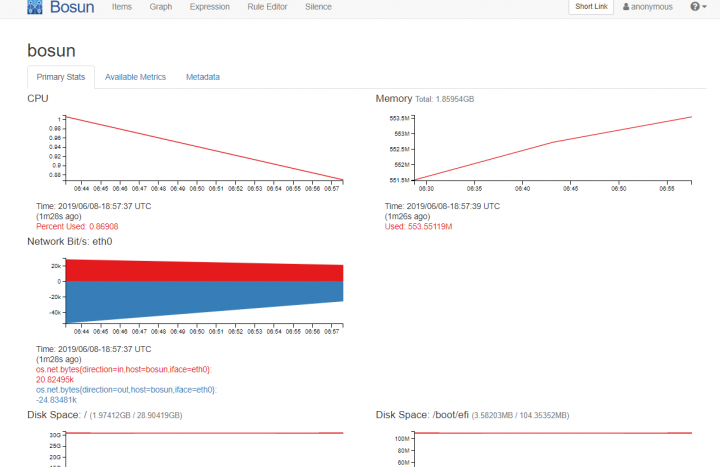 Bosun Items Graph Expression Rule Editor Silence Short Link anonymous
bosun
Primary Stats Available Metrics Metadata
CPU
1
0.98
0.96
0.94
0.92
0.9
0.88
06:44 06:45 06:46 06:47 06:48 06:49 06:50 06:51 06:52 06:53 06:54 06:55 06:56 06:57
Time: 2019/06/08-18:57:37 UTC
(1m28s ago)
Percent Used: 0.86908
Memory Total: 1.85954GB
553.5M
553M
552.5M
552M
551.5M
06:30 06:35 06:40 06:45 06:50 06:55
Time: 2019/06/08-18:57:39 UTC
(1m26s ago)
Used: 553.55119M
Network Bit/s: eth0
20k
0
-20k
-40k
06:44 06:45 06:46 06:47 06:48 06:49 06:50 06:51 06:52 06:53 06:54 06:55 06:56 06:57
Time: 2019/06/08-18:57:37 UTC
(1m28s ago)
os.net.bytes{direction=in,host=bosun,iface=eth0}:
20.82495k
os.net.bytes{direction=out,host=bosun,iface=eth0}:
-24.83481k
Disk Space: / (1.97412GB / 28.90419GB)
30G
25G
20G
Disk Space: /boot/efi (3.58203MB / 104.35352MB)
100M
80M
60M